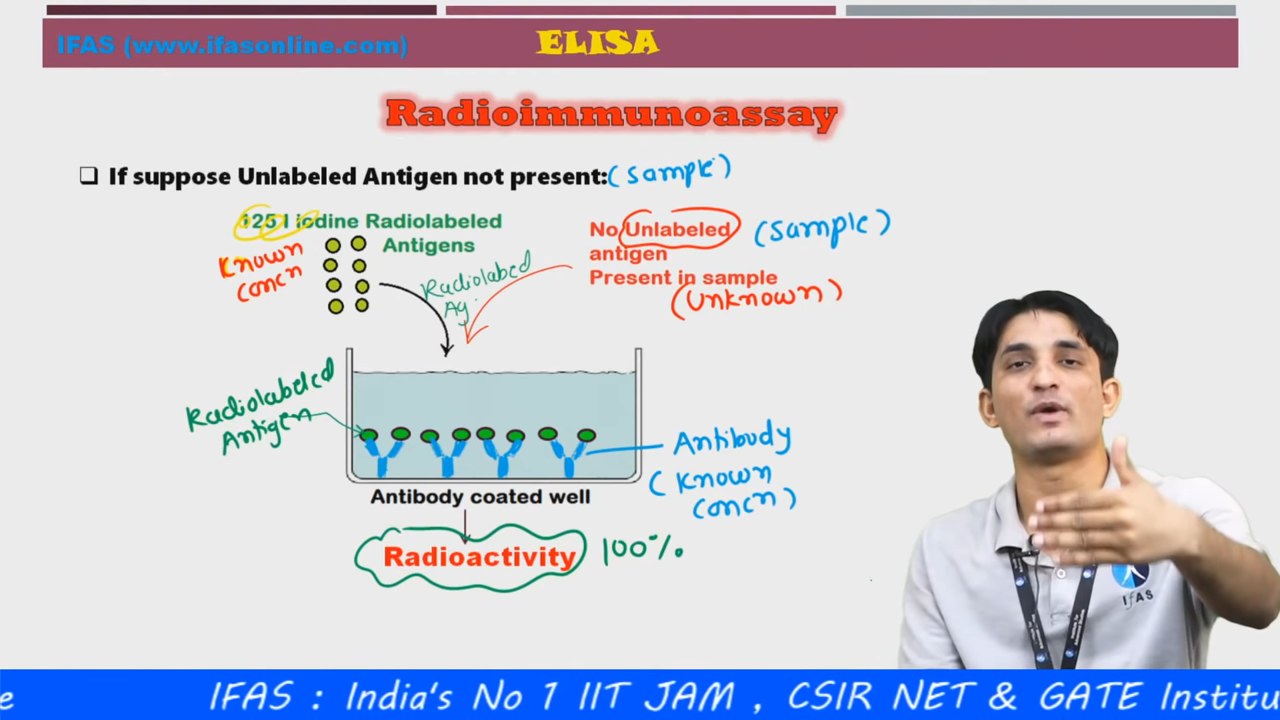 IFAS (www.ifasonline.com)
ELISA
Radioimmunoassay
If suppose Unlabeled Antigen not present: (sample)
125 I iodine Radiolabeled
Antigens
Known
concn
Radiolabed
Ag
No Unlabeled
antigen
Present in sample
(sample)
(Unknown)
Radiolabeled
Antigen
Antibody
(Known
concn)
Antibody coated well
Radioactivity 100%
IFAS
e IFAS : India's No 1 IIT JAM , CSIR NET & GATE Institu